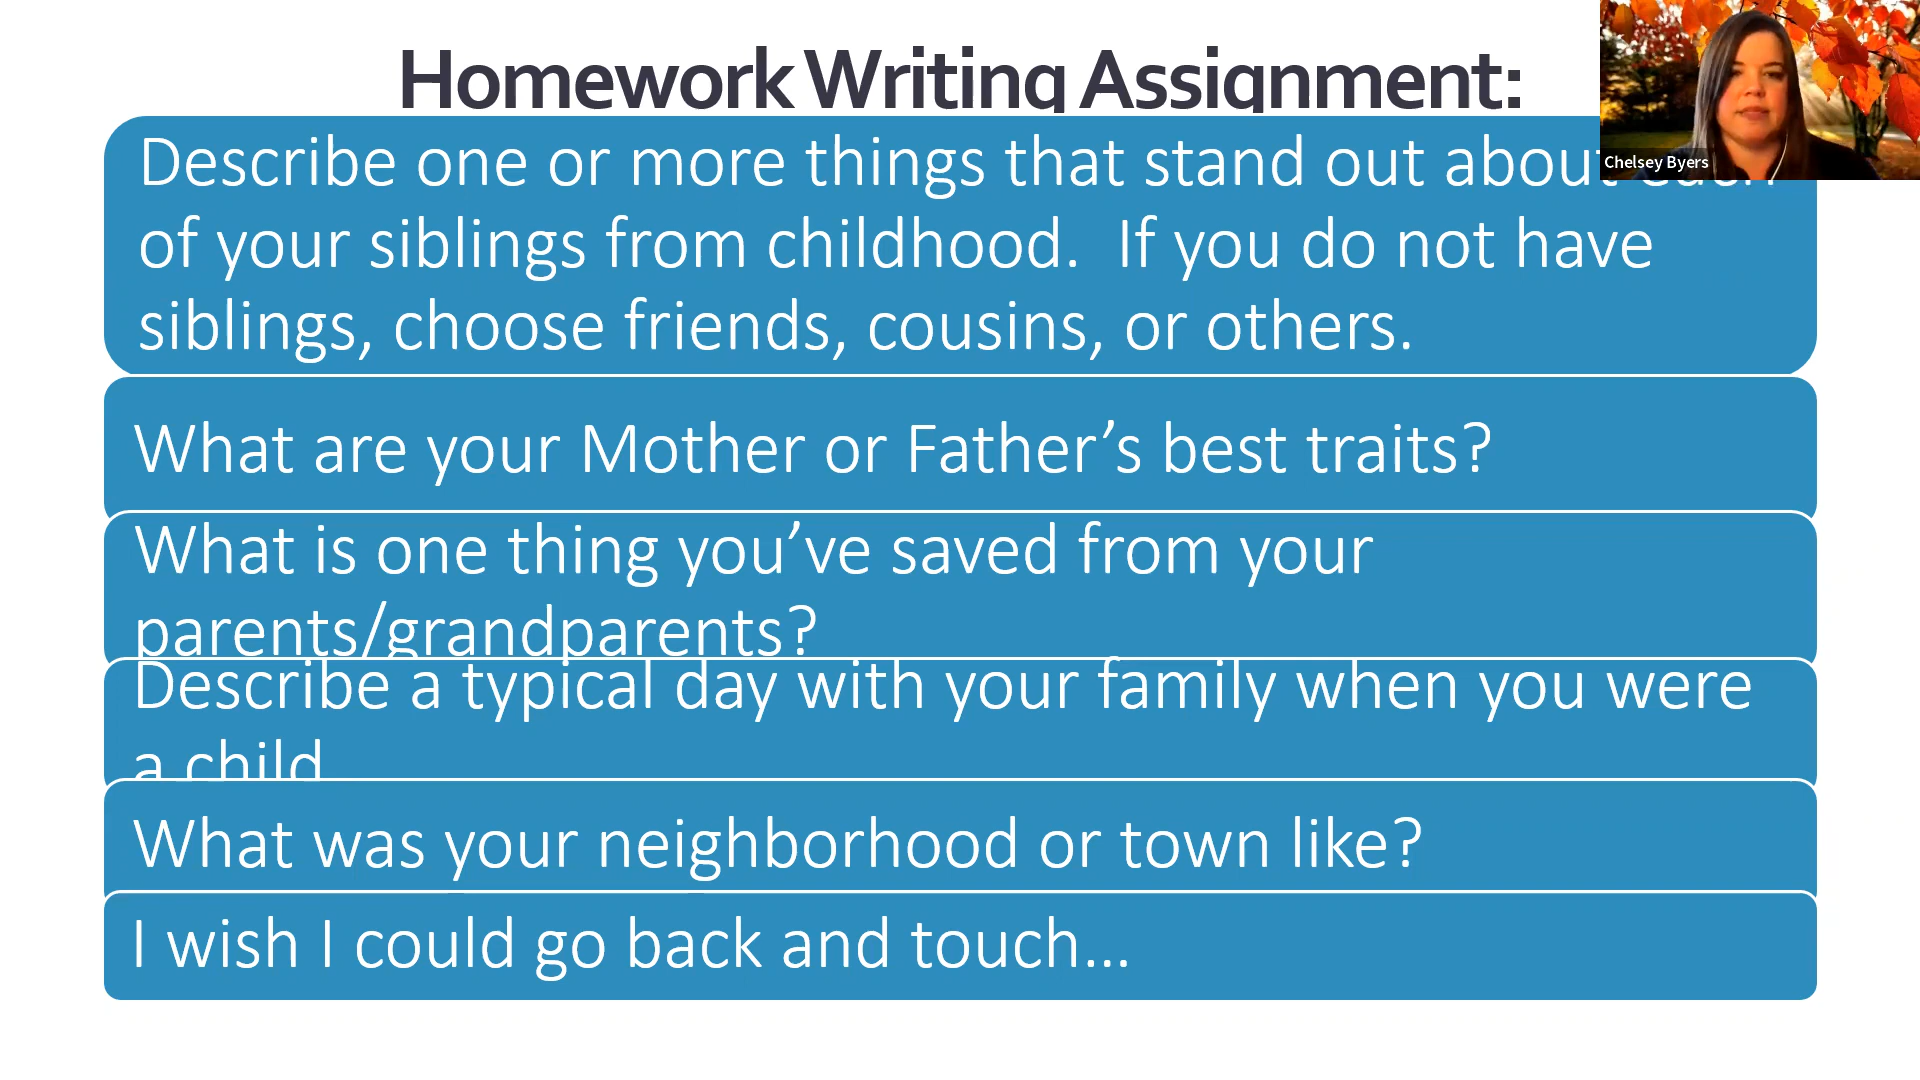 Homework Writing Assignment:
Describe one or more things that stand out about each
of your siblings from childhood.  If you do not have
siblings, choose friends, cousins, or others.
What are your Mother or Father’s best traits?
What is one thing you’ve saved from your
parents/grandparents?
Describe a typical day with your family when you were
a child
What was your neighborhood or town like?
I wish I could go back and touch...
Chelsey Byers